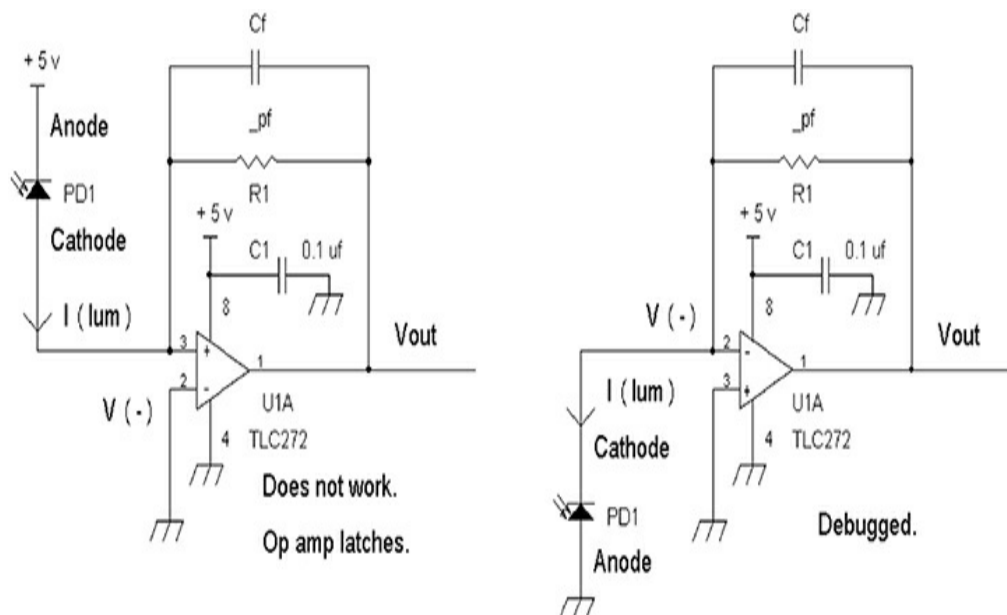 Cf
+ 5 v
Anode
_pf
PD1
R1
Cathode
+ 5 v
C1 0.1 uf
I ( lum )
8
3
+
1
2
-
V (-)
Vout
U1A
4 TLC272
Does not work.
Op amp latches.
Cf
_pf
R1
+ 5 v
C1 0.1 uf
8
V (-)
2
-
1
3
+
Vout
I ( lum )
U1A
Cathode
4 TLC272
PD1
Anode
Debugged.